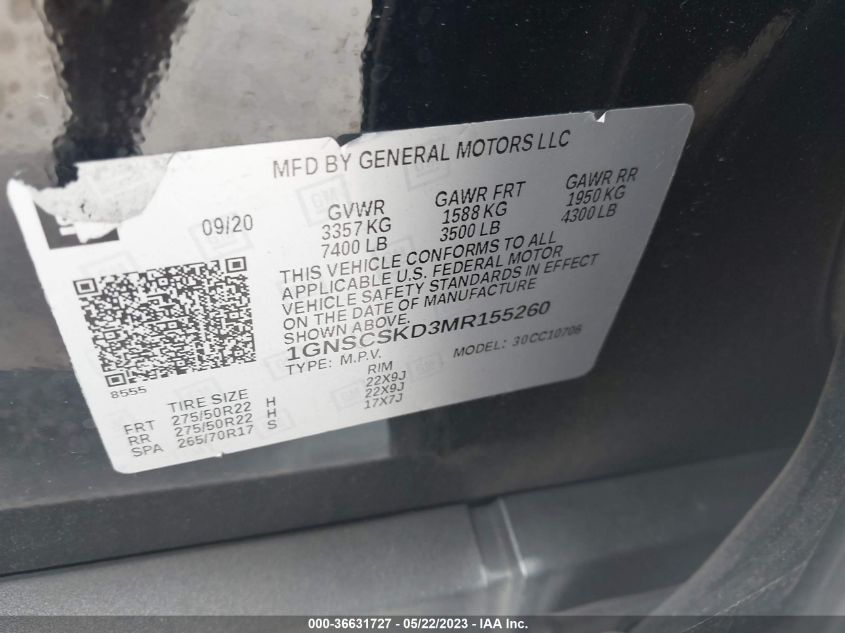 MFD BY GENERAL MOTORS LLC
09/20
GVWR GAWR FRT GAWR RR
3357 KG 1588 KG 1950 KG
7400 LB 3500 LB 4300 LB
THIS VEHICLE CONFORMS TO ALL
APPLICABLE U.S. FEDERAL MOTOR
VEHICLE SAFETY STANDARDS IN EFFECT
ON THE DATE OF MANUFACTURE
SHOWN ABOVE.
1GNSCSKD3MR155260
TYPE: M.P.V. MODEL: 30CC10706
8555
TIRE SIZE RIM
FRT 275/50R22 H 22X9J
RR 275/50R22 H 22X9J
SPA 265/70R17 S 17X7J
000-36631727 - 05/22/2023 - IAA Inc.